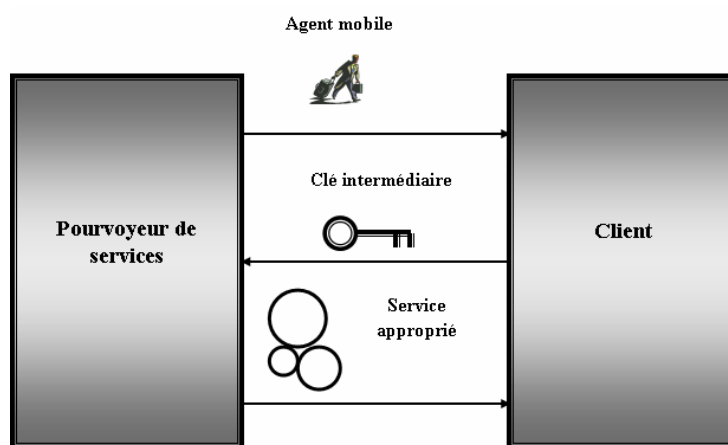 Agent mobile
Clé intermédiaire
Pourvoyeur de
services
Client
Service
approprié